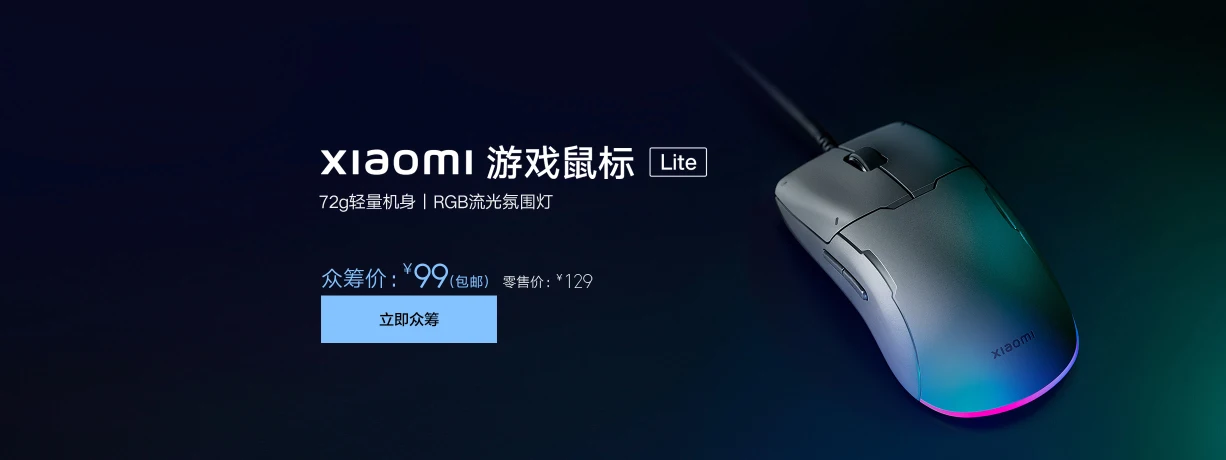 xiaomi 游戏鼠标 Lite
72g轻量机身丨RGB流光氛围灯
众筹价：¥99(包邮) 零售价：¥129
立即众筹
xiaomi